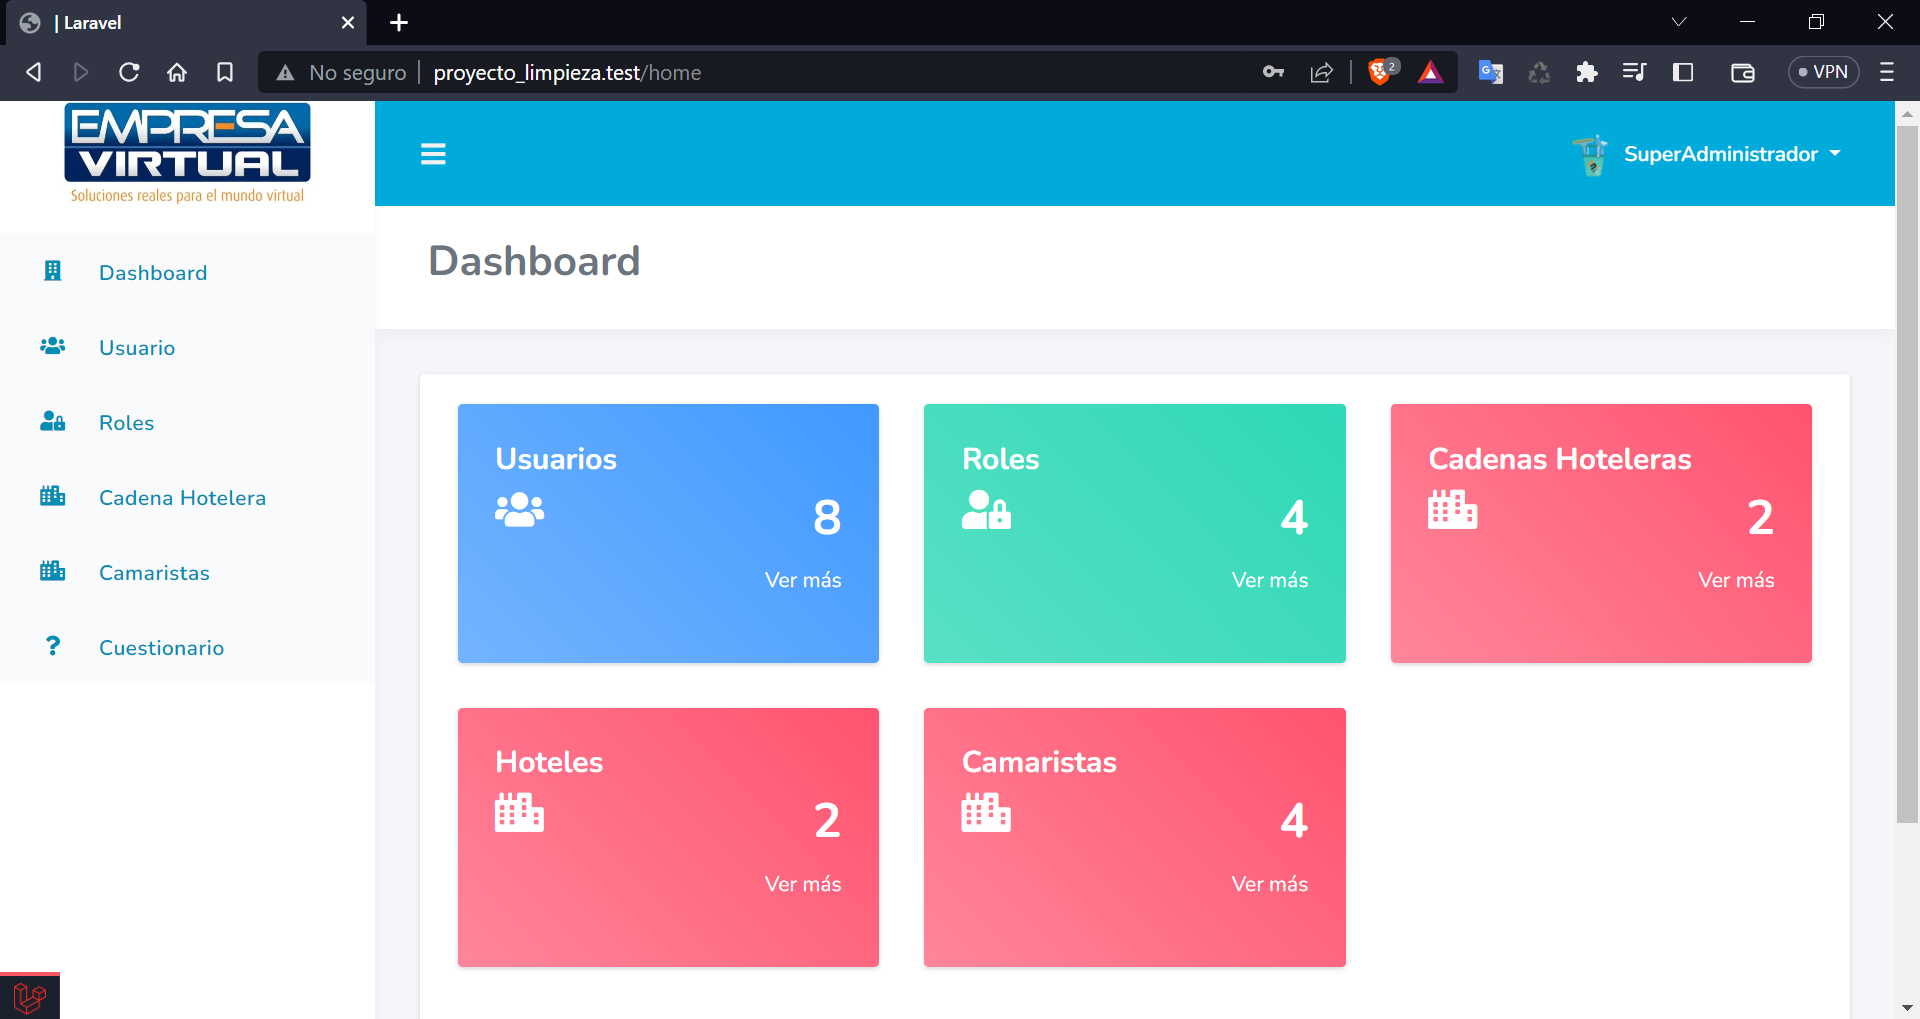 | Laravel
No seguro
proyecto_limpieza.test/home
2
VPN
EMPRESA
VIRTUAL
Soluciones reales para el mundo virtual
SuperAdministrador
Dashboard
Usuario
Roles
Cadena Hotelera
Camaristas
Cuestionario
Dashboard
Usuarios
8
Ver más
Roles
4
Ver más
Cadenas Hoteleras
2
Ver más
Hoteles
2
Ver más
Camaristas
4
Ver más